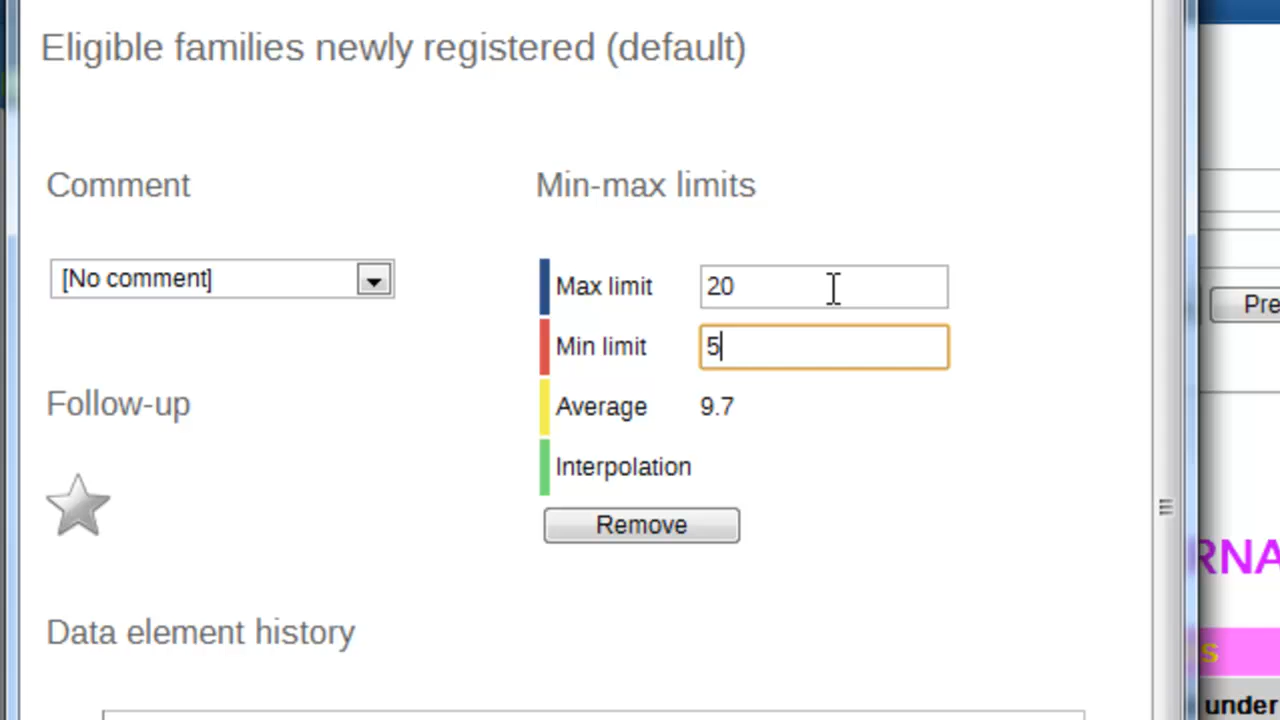 Eligible families newly registered (default)
Comment
Min-max limits
[No comment]
Max limit 20
Min limit 5
Average 9.7
Follow-up
Interpolation
Remove
Data element history
Pre
RNA
S
under